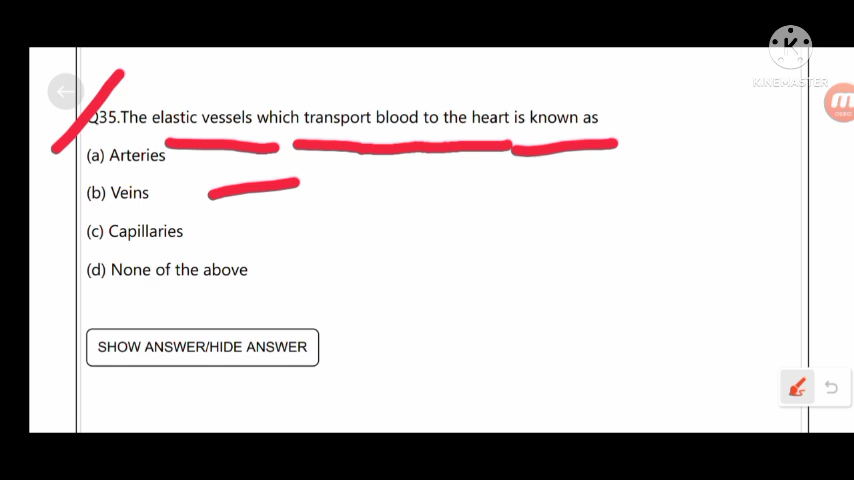 KINEMASTER
Q35.The elastic vessels which transport blood to the heart is known as
(a) Arteries
(b) Veins
(c) Capillaries
(d) None of the above
SHOW ANSWER/HIDE ANSWER